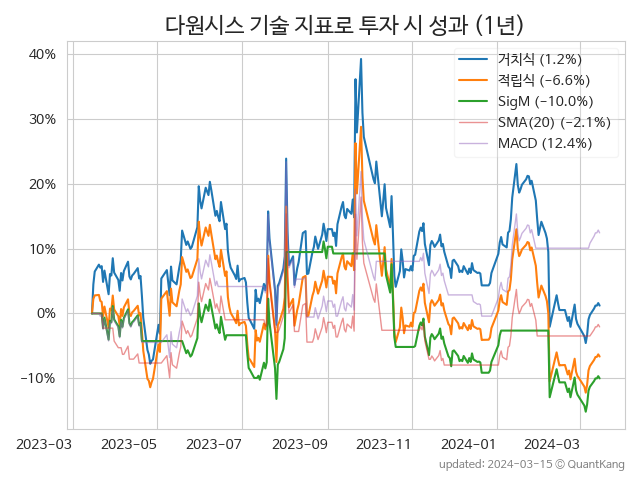 다원시스 기술 지표로 투자 시 성과 (1년)
40%
30%
20%
10%
0%
−10%
거치식 (1.2%)
적립식 (−6.6%)
SigM (−10.0%)
SMA(20) (−2.1%)
MACD (12.4%)
2023−03
2023−05
2023−07
2023−09
2023−11
2024−01
2024−03
updated: 2024−03−15 ⓒ QuantKang